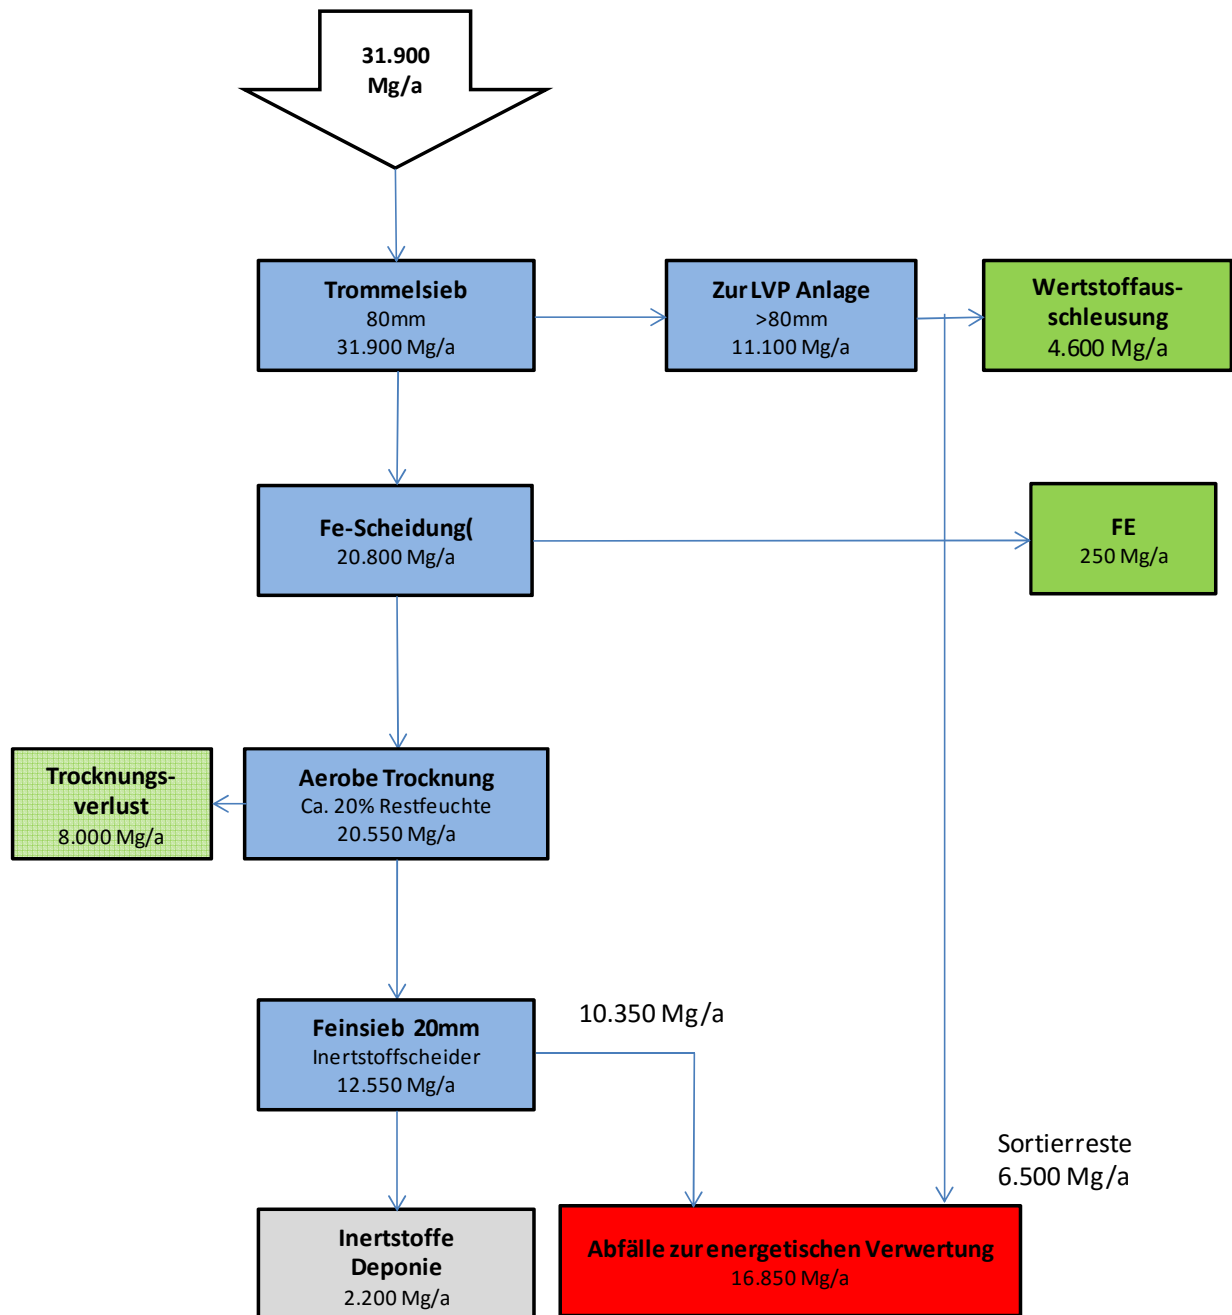 31.900
Mg/a
Trommelsieb
80mm
31.900 Mg/a
Zur LVP Anlage
>80mm
11.100 Mg/a
Wertstoffaus-
schleusung
4.600 Mg/a
Fe-Scheidung(
20.800 Mg/a
FE
250 Mg/a
Trocknungs-
verlust
8.000 Mg/a
Aerobe Trocknung
Ca. 20% Restfeuchte
20.550 Mg/a
Feinsieb 20mm
Inertstoffscheider
12.550 Mg/a
10.350 Mg/a
Sortierreste
6.500 Mg/a
Inertstoffe
Deponie
2.200 Mg/a
Abfälle zur energetischen Verwertung
16.850 Mg/a